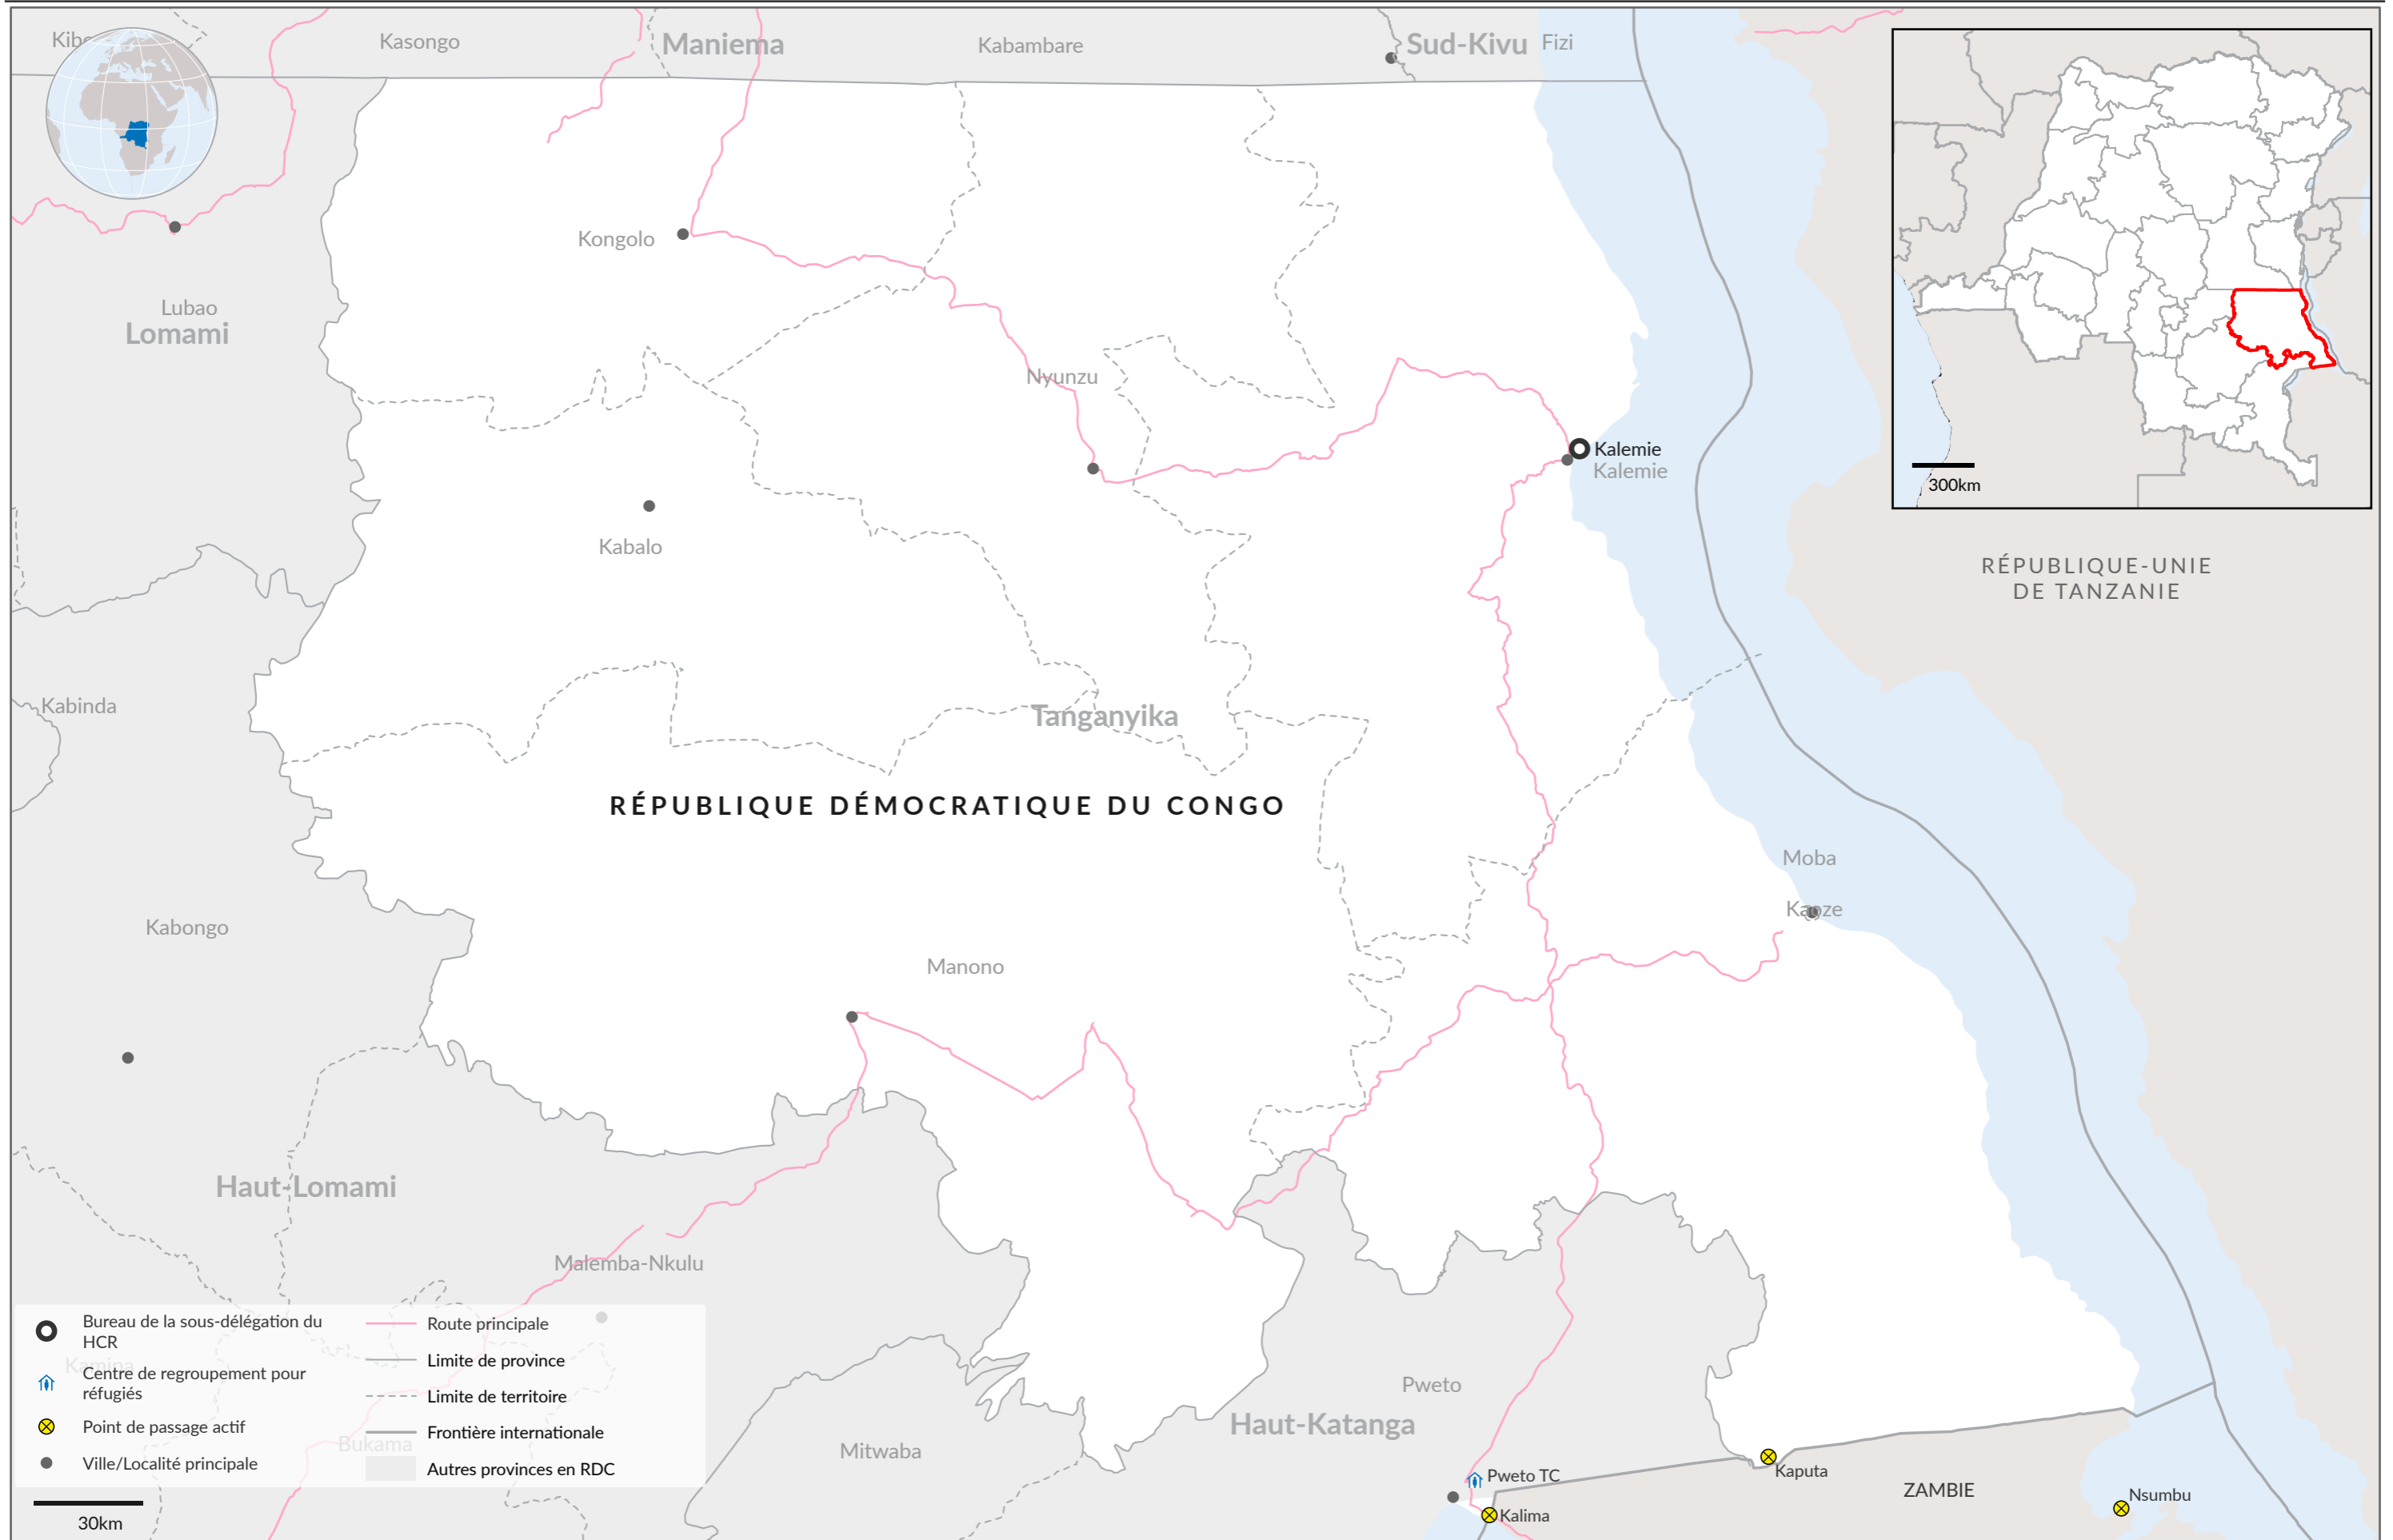 Kasongo
Maniema
Kabambare
Sud-Kivu
Fizi
Kongolo
Lubao
Lomami
Nyunzu
Kalemie
Kalemie
300km
Kabalo
RÉPUBLIQUE-UNIE
DE TANZANIE
Kabinda
Tanganyika
RÉPUBLIQUE DÉMOCRATIQUE DU CONGO
Moba
Kabongo
Manono
Haut-Lomami
Malemba-Nkulu
Pweto
Haut-Katanga
Mitwaba
Pweto TC
Kaputa
ZAMBIE
Nsumbu
Kalima
Bureau de la sous-délégation du
HCR
Kamina
Centre de regroupement pour
réfugiés
Point de passage actif
Bukama
Ville/Localité principale
Route principale
Limite de province
Limite de territoire
Frontière internationale
Autres provinces en RDC
30km